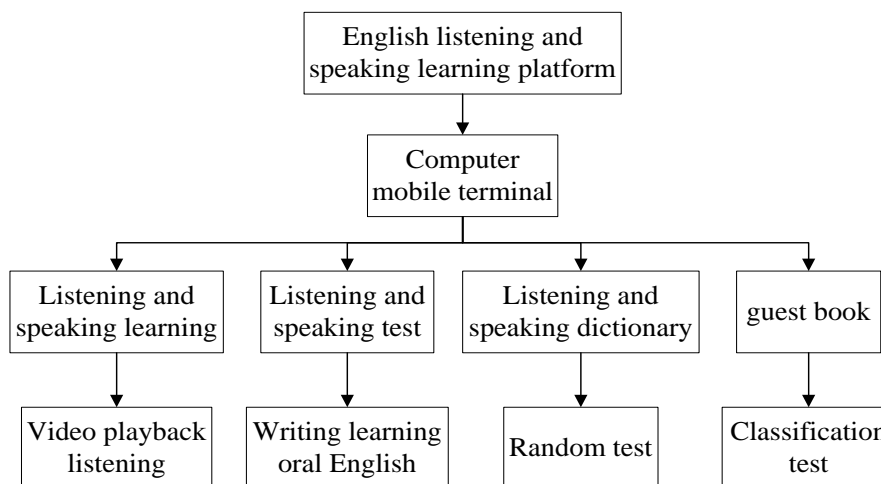 English listening and
speaking learning platform
Computer
mobile terminal
Listening and
speaking learning
Listening and
speaking test
Listening and
speaking dictionary
guest book
Video playback
listening
Writing learning
oral English
Random test
Classification
test